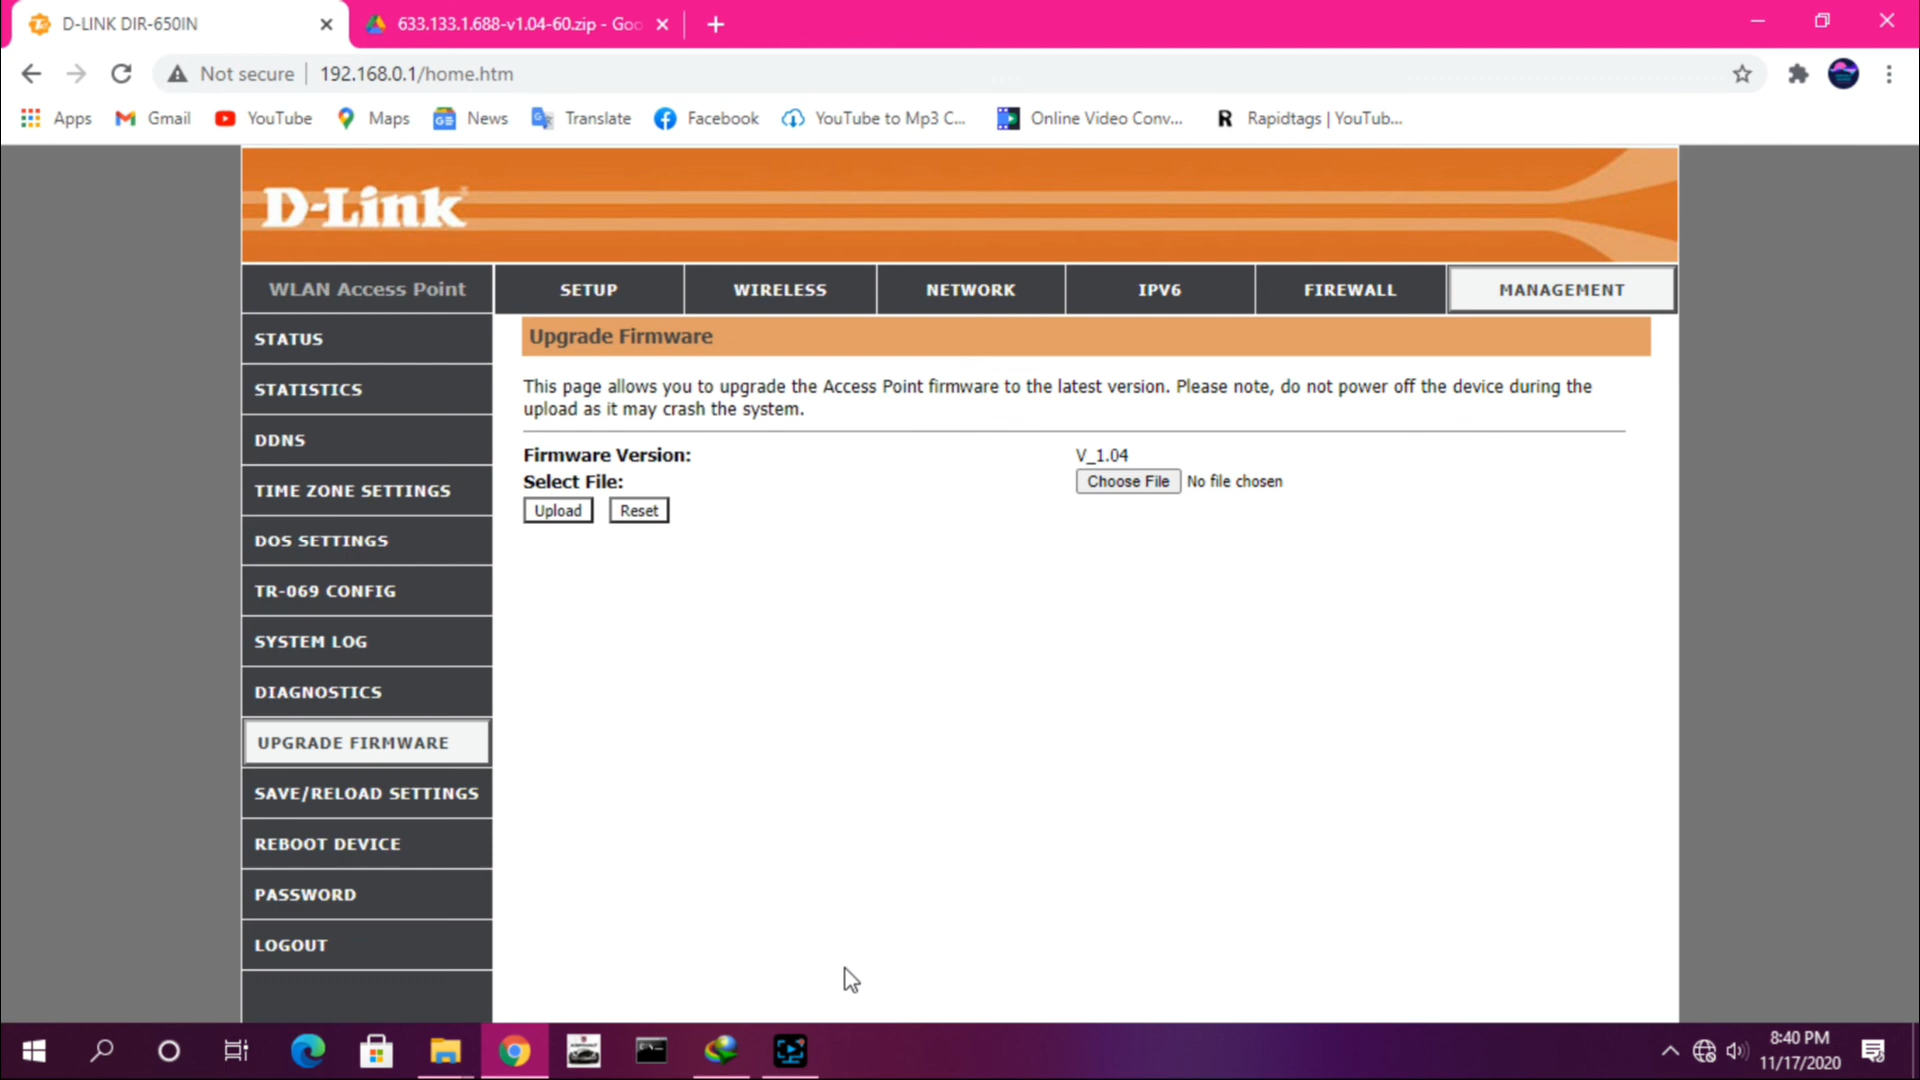 D-LINK DIR-650IN
633.133.1.688-v1.04-60.zip - Goo
Not secure
192.168.0.1/home.htm
Apps
Gmail
YouTube
Maps
News
Translate
Facebook
YouTube to Mp3 C...
Online Video Conv...
R
Rapidtags | YouTub...
D-Link
WLAN Access Point
SETUP
WIRELESS
NETWORK
IPV6
FIREWALL
MANAGEMENT
STATUS
STATISTICS
DDNS
TIME ZONE SETTINGS
DOS SETTINGS
TR-069 CONFIG
SYSTEM LOG
DIAGNOSTICS
UPGRADE FIRMWARE
SAVE/RELOAD SETTINGS
REBOOT DEVICE
PASSWORD
LOGOUT
Upgrade Firmware
This page allows you to upgrade the Access Point firmware to the latest version. Please note, do not power off the device during the
upload as it may crash the system.
Firmware Version:
V_1.04
Select File:
Choose File
No file chosen
Upload
Reset
8:40 PM
11/17/2020